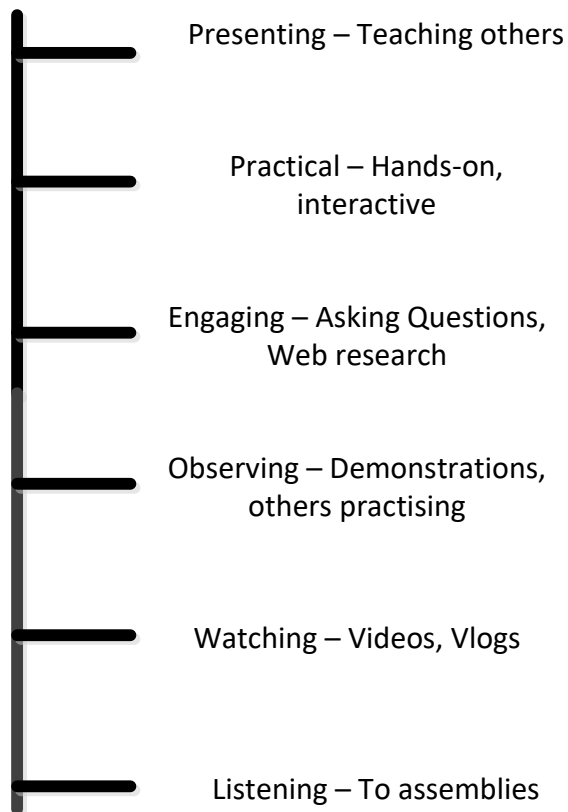 Presenting – Teaching others
Practical – Hands-on,
interactive
Engaging – Asking Questions,
Web research
Observing – Demonstrations,
others practising
Watching – Videos, Vlogs
Listening – To assemblies